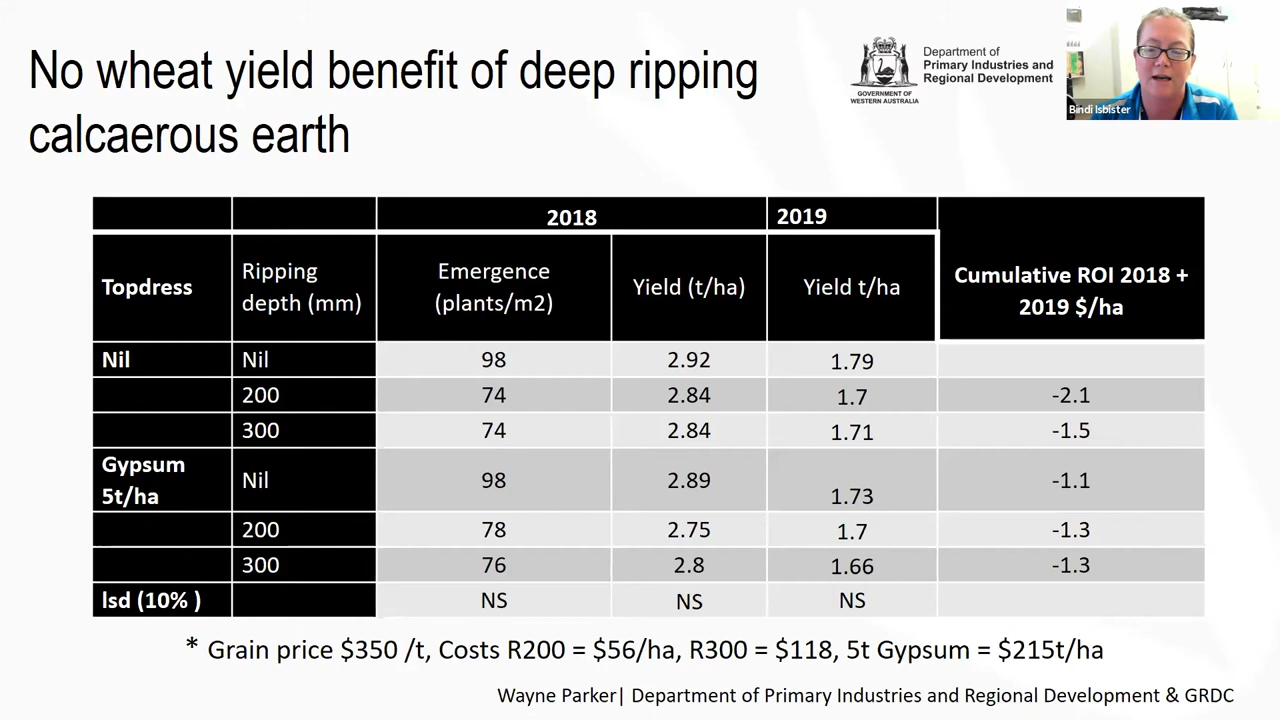 No wheat yield benefit of deep ripping
calcaerous earth
GOVERNMENT OF
WESTERN AUSTRALIA
Department of
Primary Industries and
Regional Development
Bindi Isbister
2018 2019
Topdress Ripping depth (mm) Emergence (plants/m2) Yield (t/ha) Yield t/ha Cumulative ROI 2018 + 2019 $/ha
Nil Nil 98 2.92 1.79
200 74 2.84 1.7 -2.1
300 74 2.84 1.71 -1.5
Gypsum 5t/ha Nil 98 2.89 1.73 -1.1
200 78 2.75 1.7 -1.3
300 76 2.8 1.66 -1.3
lsd (10% ) NS NS NS
* Grain price $350 /t, Costs R200 = $56/ha, R300 = $118, 5t Gypsum = $215t/ha
Wayne Parker| Department of Primary Industries and Regional Development & GRDC